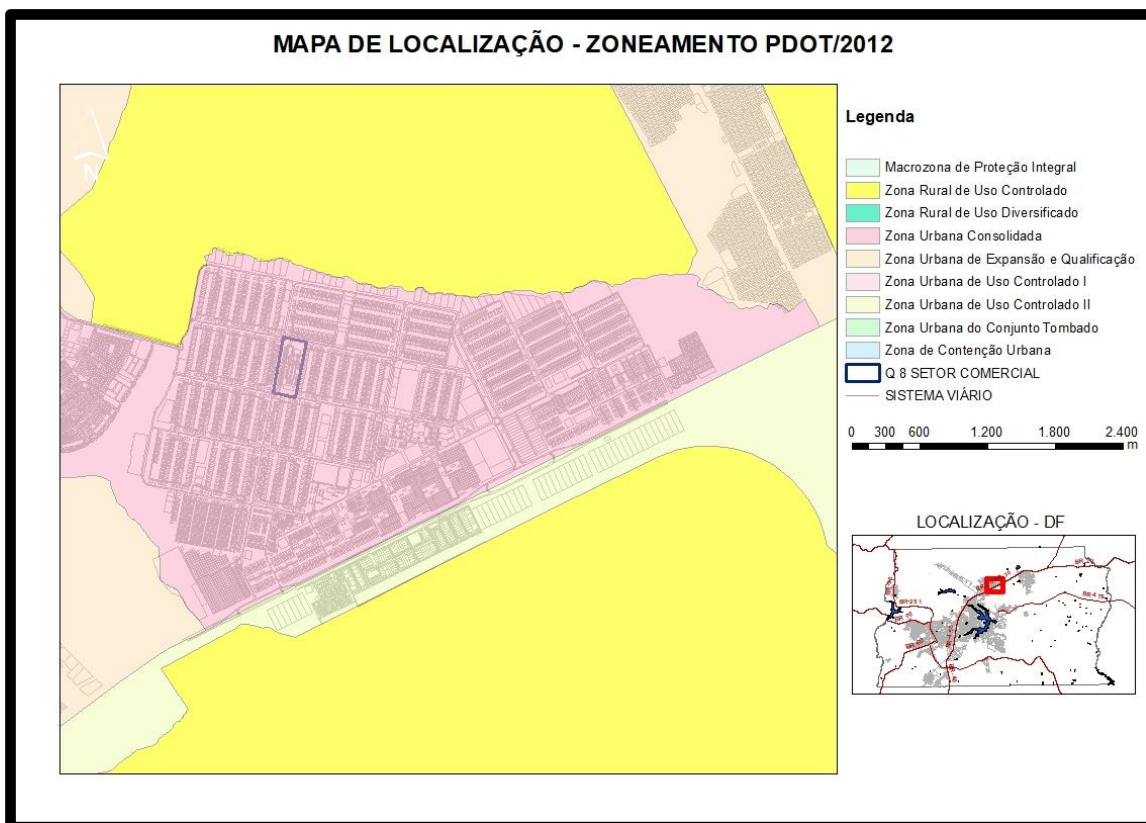 MAPA DE LOCALIZAÇÃO - ZONEAMENTO PDOT/2012
N
Legenda
Macrozona de Proteção Integral
Zona Rural de Uso Controlado
Zona Rural de Uso Diversificado
Zona Urbana Consolidada
Zona Urbana de Expansão e Qualificação
Zona Urbana de Uso Controlado I
Zona Urbana de Uso Controlado II
Zona Urbana do Conjunto Tombado
Zona de Contenção Urbana
Q 8 SETOR COMERCIAL
SISTEMA VIÁRIO
0 300 600 1.200 1.800 2.400
m
LOCALIZAÇÃO - DF